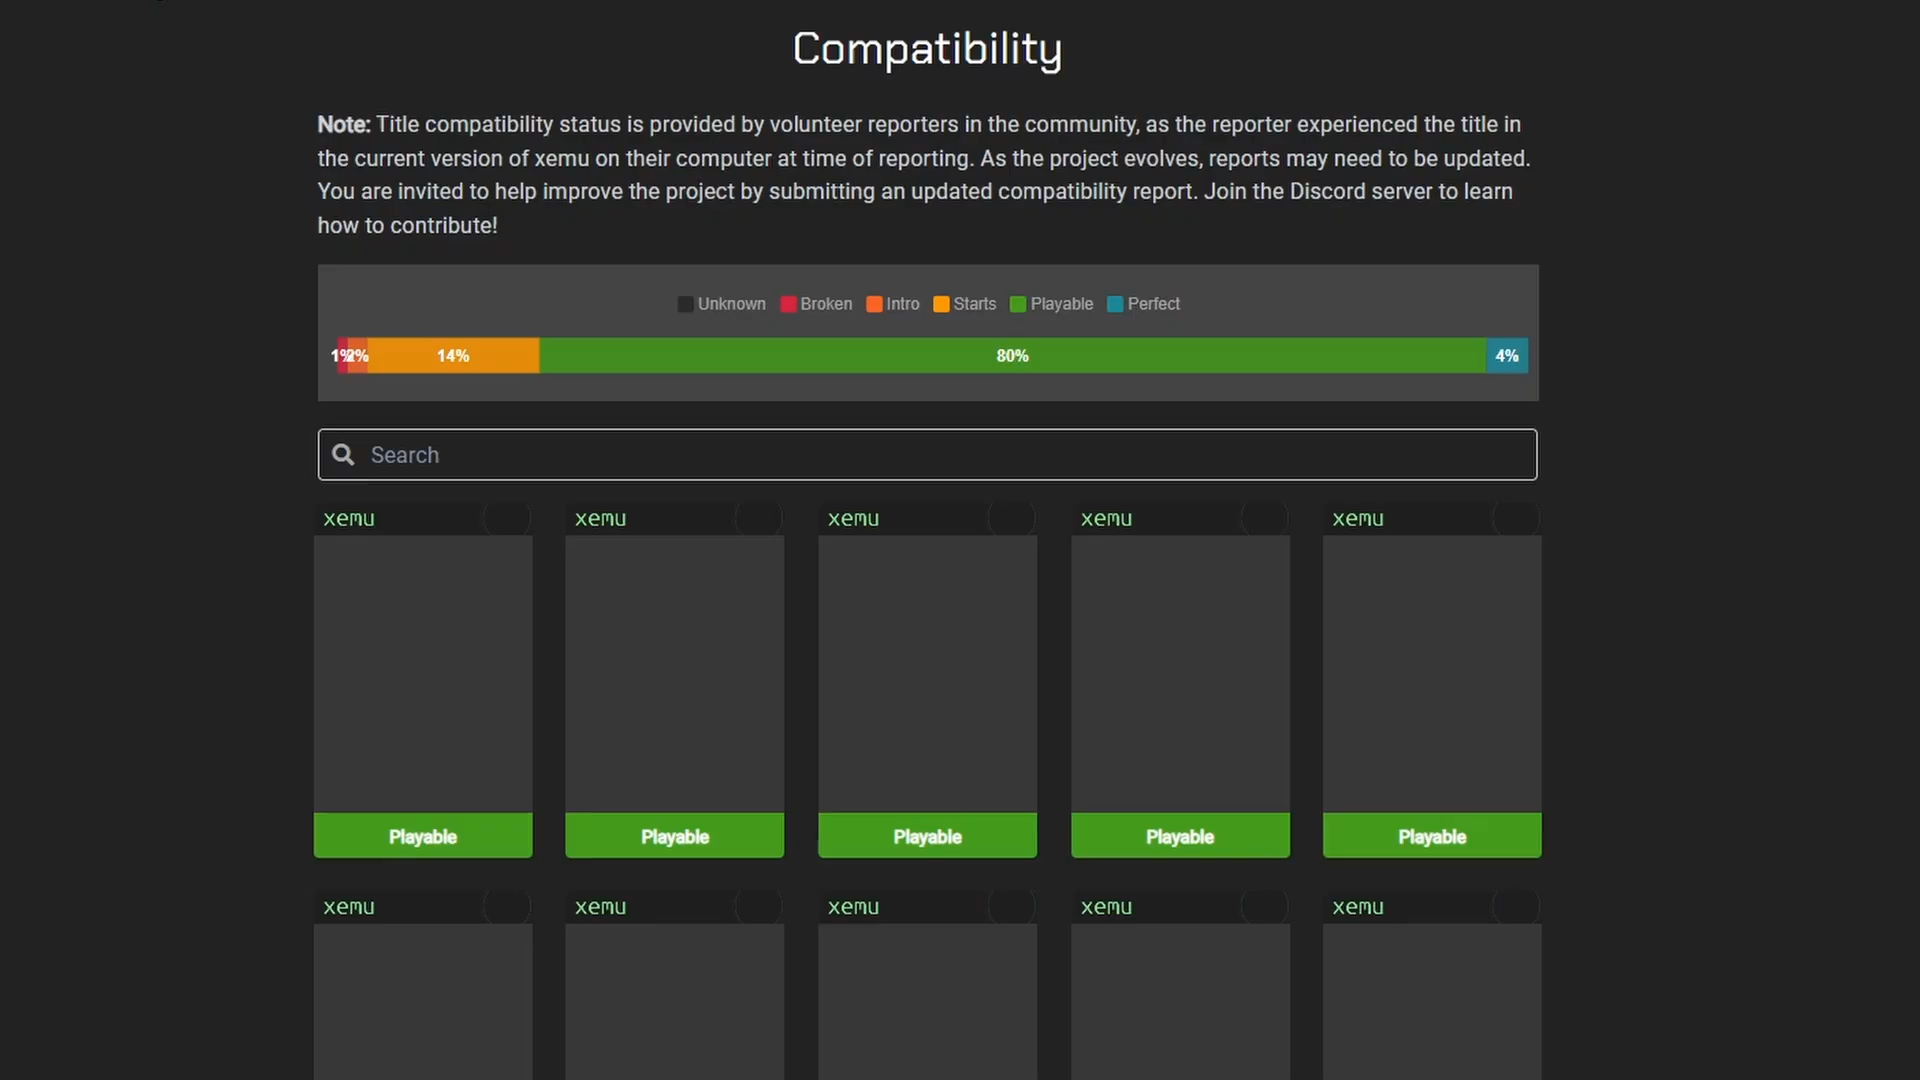 Compatibility
Note: Title compatibility status is provided by volunteer reporters in the community, as the reporter experienced the title in
the current version of xemu on their computer at time of reporting. As the project evolves, reports may need to be updated.
You are invited to help improve the project by submitting an updated compatibility report. Join the Discord server to learn
how to contribute!
Unknown Broken Intro Starts Playable Perfect
1% 2% 14% 80% 4%
Search
xemu xemu xemu xemu xemu
Playable Playable Playable Playable Playable
xemu xemu xemu xemu xemu